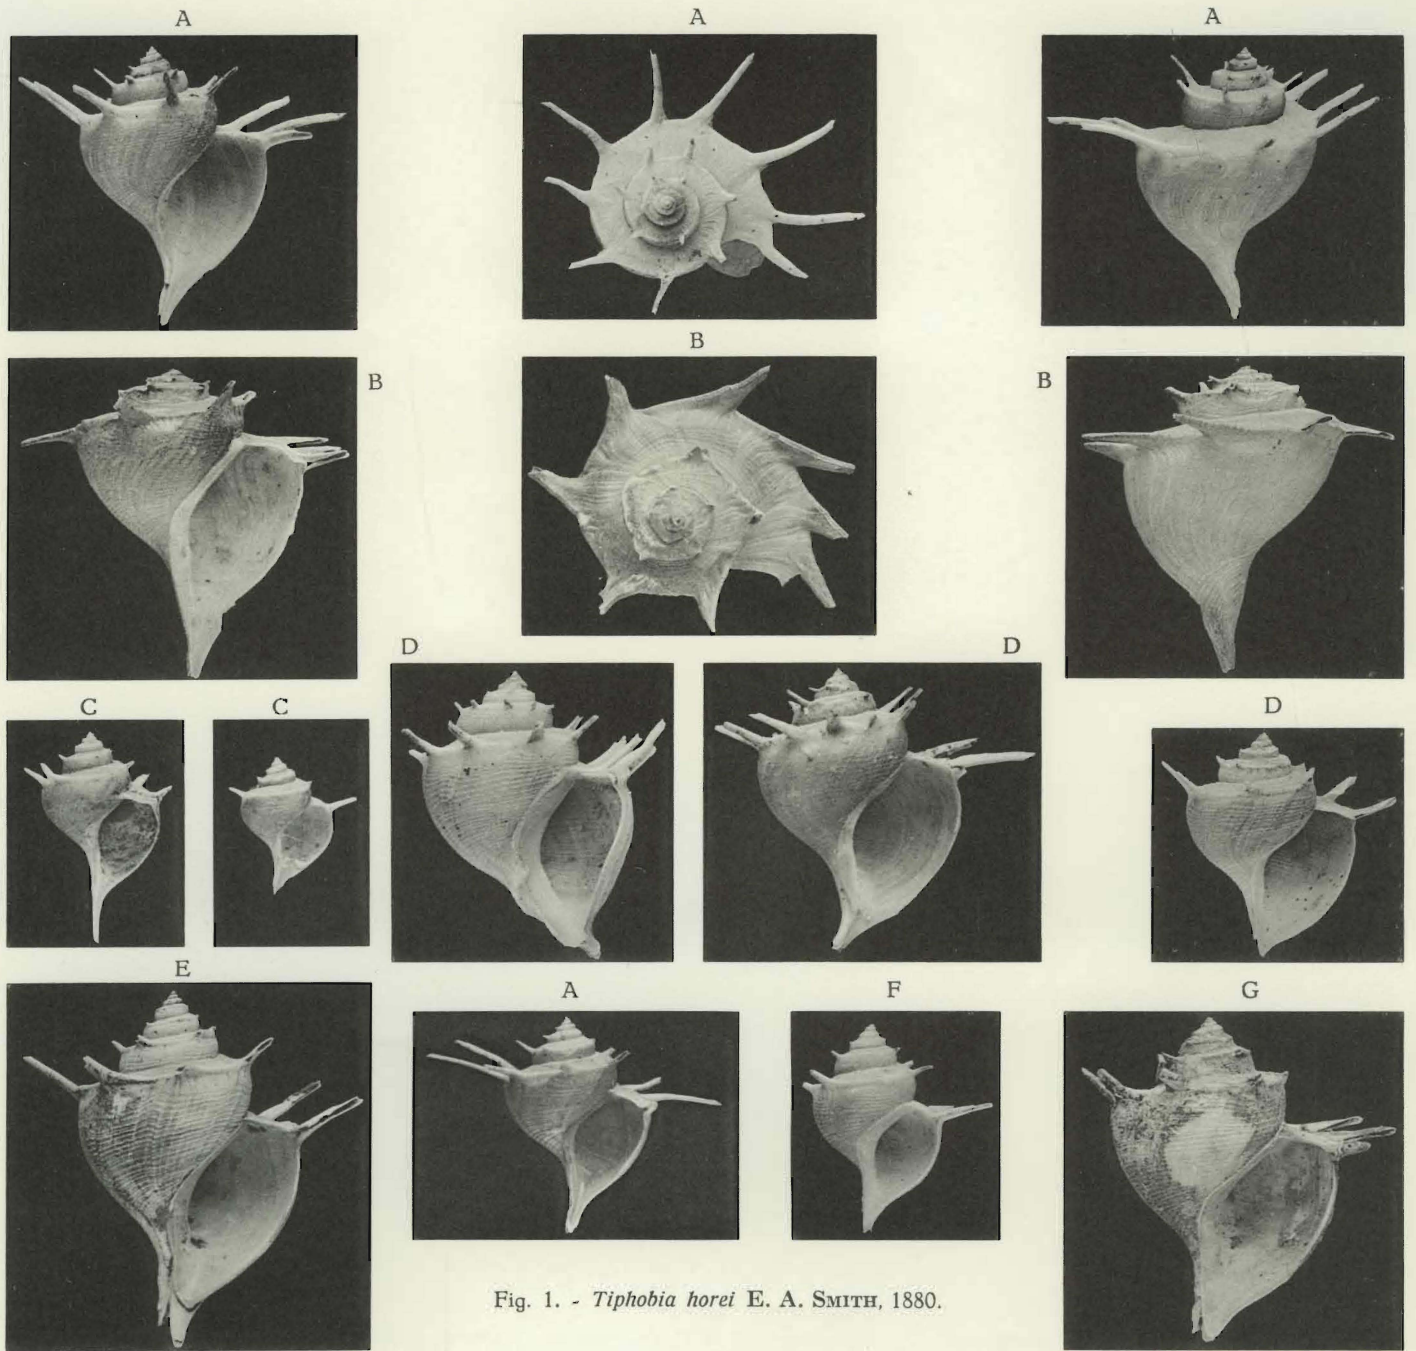 A A A
B B B
D D
C C D
E A F G
Fig. 1. - Tiphobia horei E. A. SMITH, 1880.